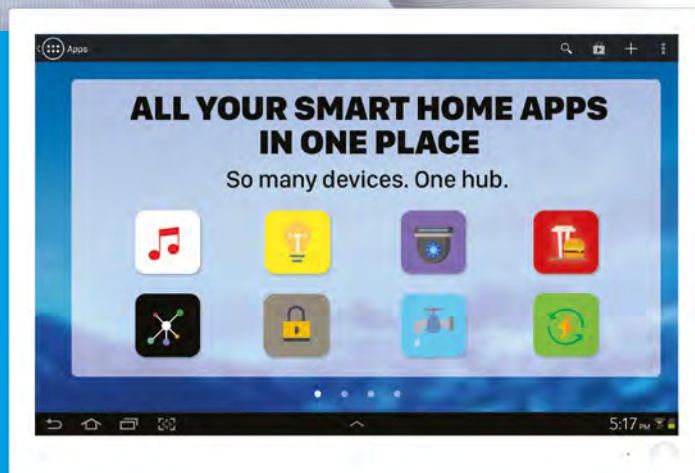 Apps
ALL YOUR SMART HOME APPS
IN ONE PLACE
So many devices. One hub.
5:17 PM